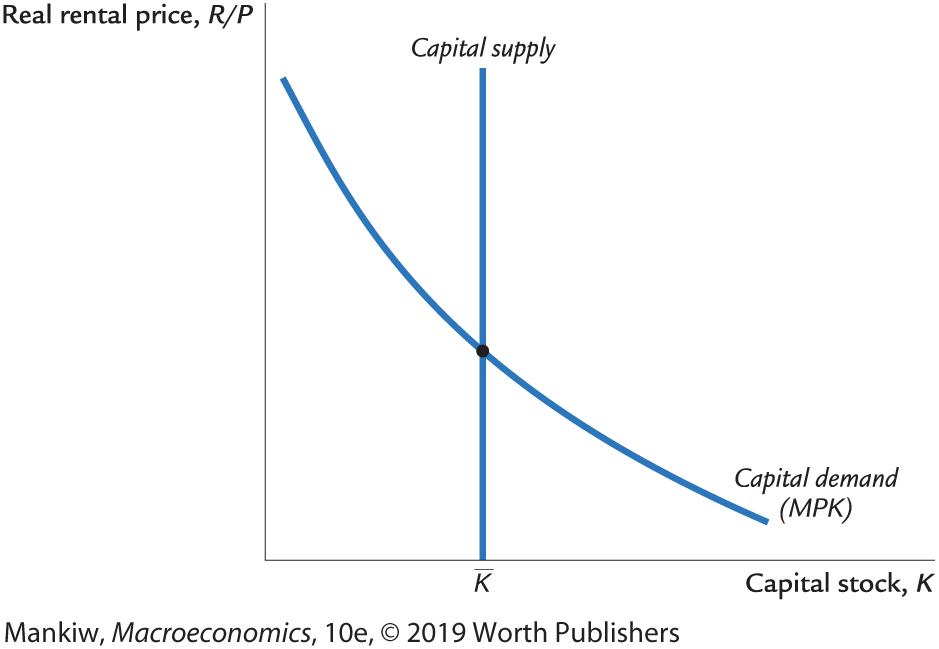 Real rental price, R/P
Capital supply
Capital demand
(MPK)
K̅
Capital stock, K
Mankiw, Macroeconomics, 10e, © 2019 Worth Publishers